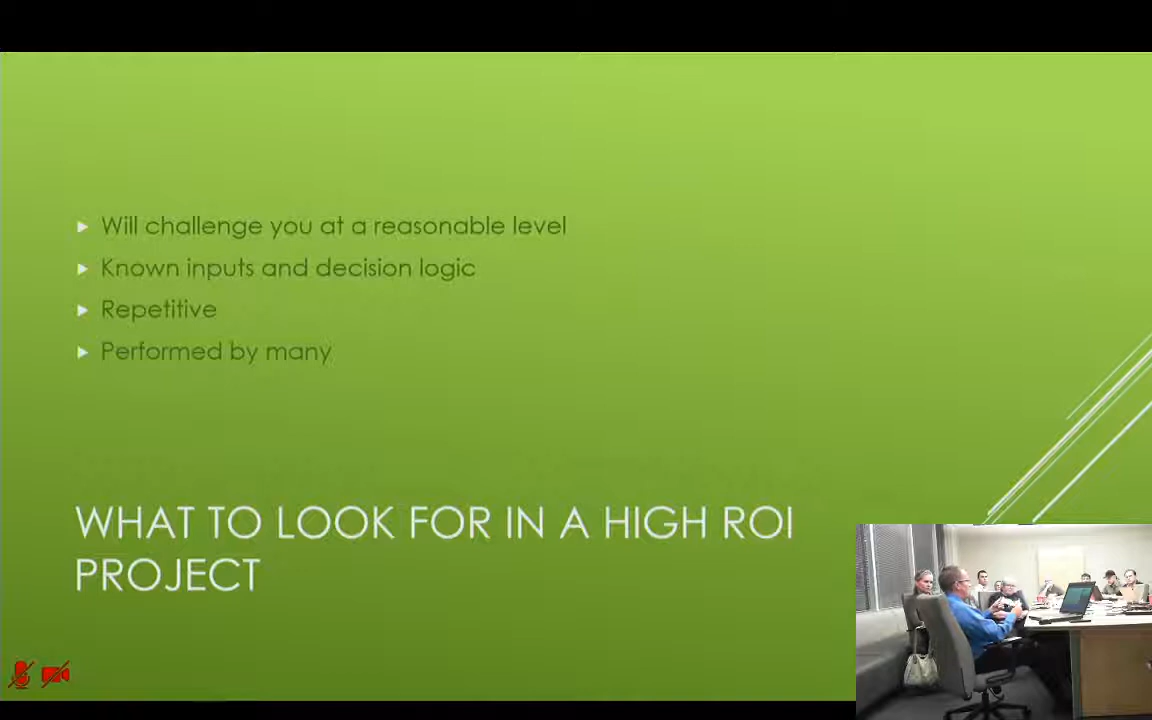 Will challenge you at a reasonable level
Known inputs and decision logic
Repetitive
Performed by many
WHAT TO LOOK FOR IN A HIGH ROI
PROJECT